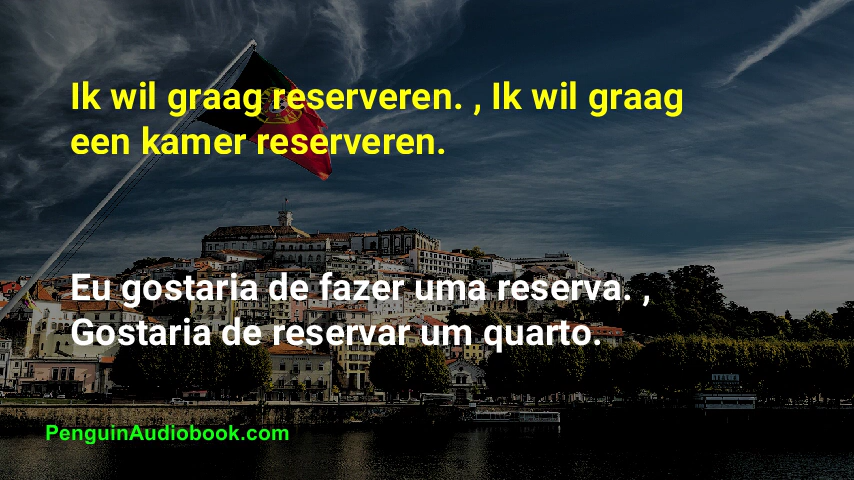 Ik wil graag reserveren. , Ik wil graag
een kamer reserveren.
Eu gostaria de fazer uma reserva. ,
Gostaria de reservar um quarto.
PenguinAudiobook.com